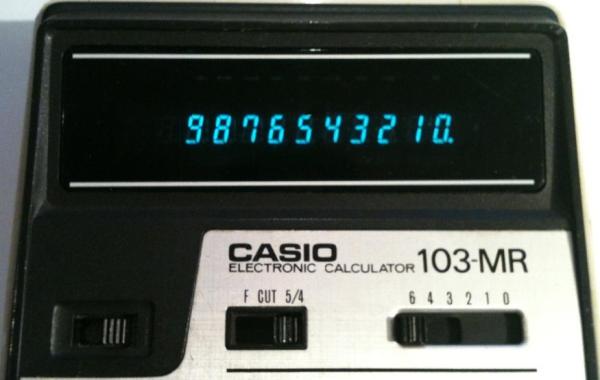 9876543210.
CASIO
ELECTRONIC CALCULATOR 103-MR
F CUT 5/4
6 4 3 2 1 0